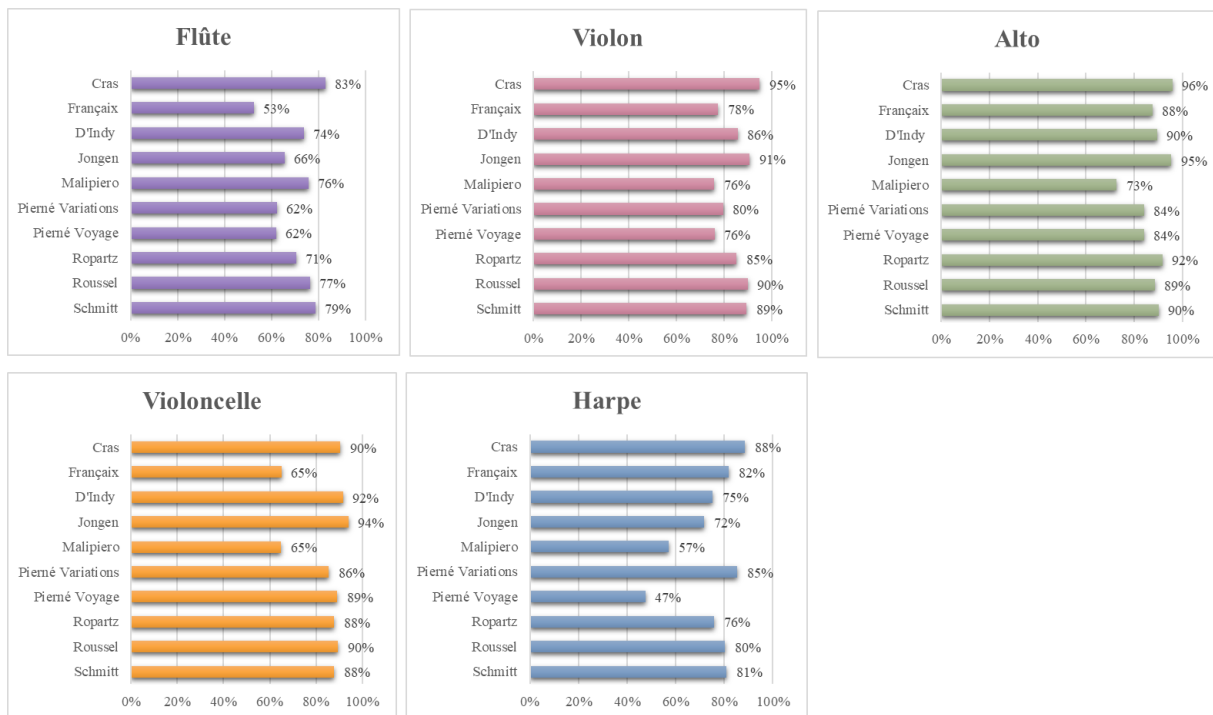 Flûte
Cras 83%
Françaix 53%
D'Indy 74%
Jongen 66%
Malipiero 76%
Pierné Variations 62%
Pierné Voyage 62%
Ropartz 71%
Roussel 77%
Schmitt 79%
0% 20% 40% 60% 80% 100%
Violon
Cras 95%
Françaix 78%
D'Indy 86%
Jongen 91%
Malipiero 76%
Pierné Variations 80%
Pierné Voyage 76%
Ropartz 85%
Roussel 90%
Schmitt 89%
0% 20% 40% 60% 80% 100%
Alto
Cras 96%
Françaix 88%
D'Indy 90%
Jongen 95%
Malipiero 73%
Pierné Variations 84%
Pierné Voyage 84%
Ropartz 92%
Roussel 89%
Schmitt 90%
0% 20% 40% 60% 80% 100%
Violoncelle
Cras 90%
Françaix 65%
D'Indy 92%
Jongen 94%
Malipiero 65%
Pierné Variations 86%
Pierné Voyage 89%
Ropartz 88%
Roussel 90%
Schmitt 88%
0% 20% 40% 60% 80% 100%
Harpe
Cras 88%
Françaix 82%
D'Indy 75%
Jongen 72%
Malipiero 57%
Pierné Variations 85%
Pierné Voyage 47%
Ropartz 76%
Roussel 80%
Schmitt 81%
0% 20% 40% 60% 80% 100%